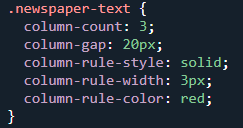 .newspaper-text {
  column-count: 3;
  column-gap: 20px;
  column-rule-style: solid;
  column-rule-width: 3px;
  column-rule-color: red;
}